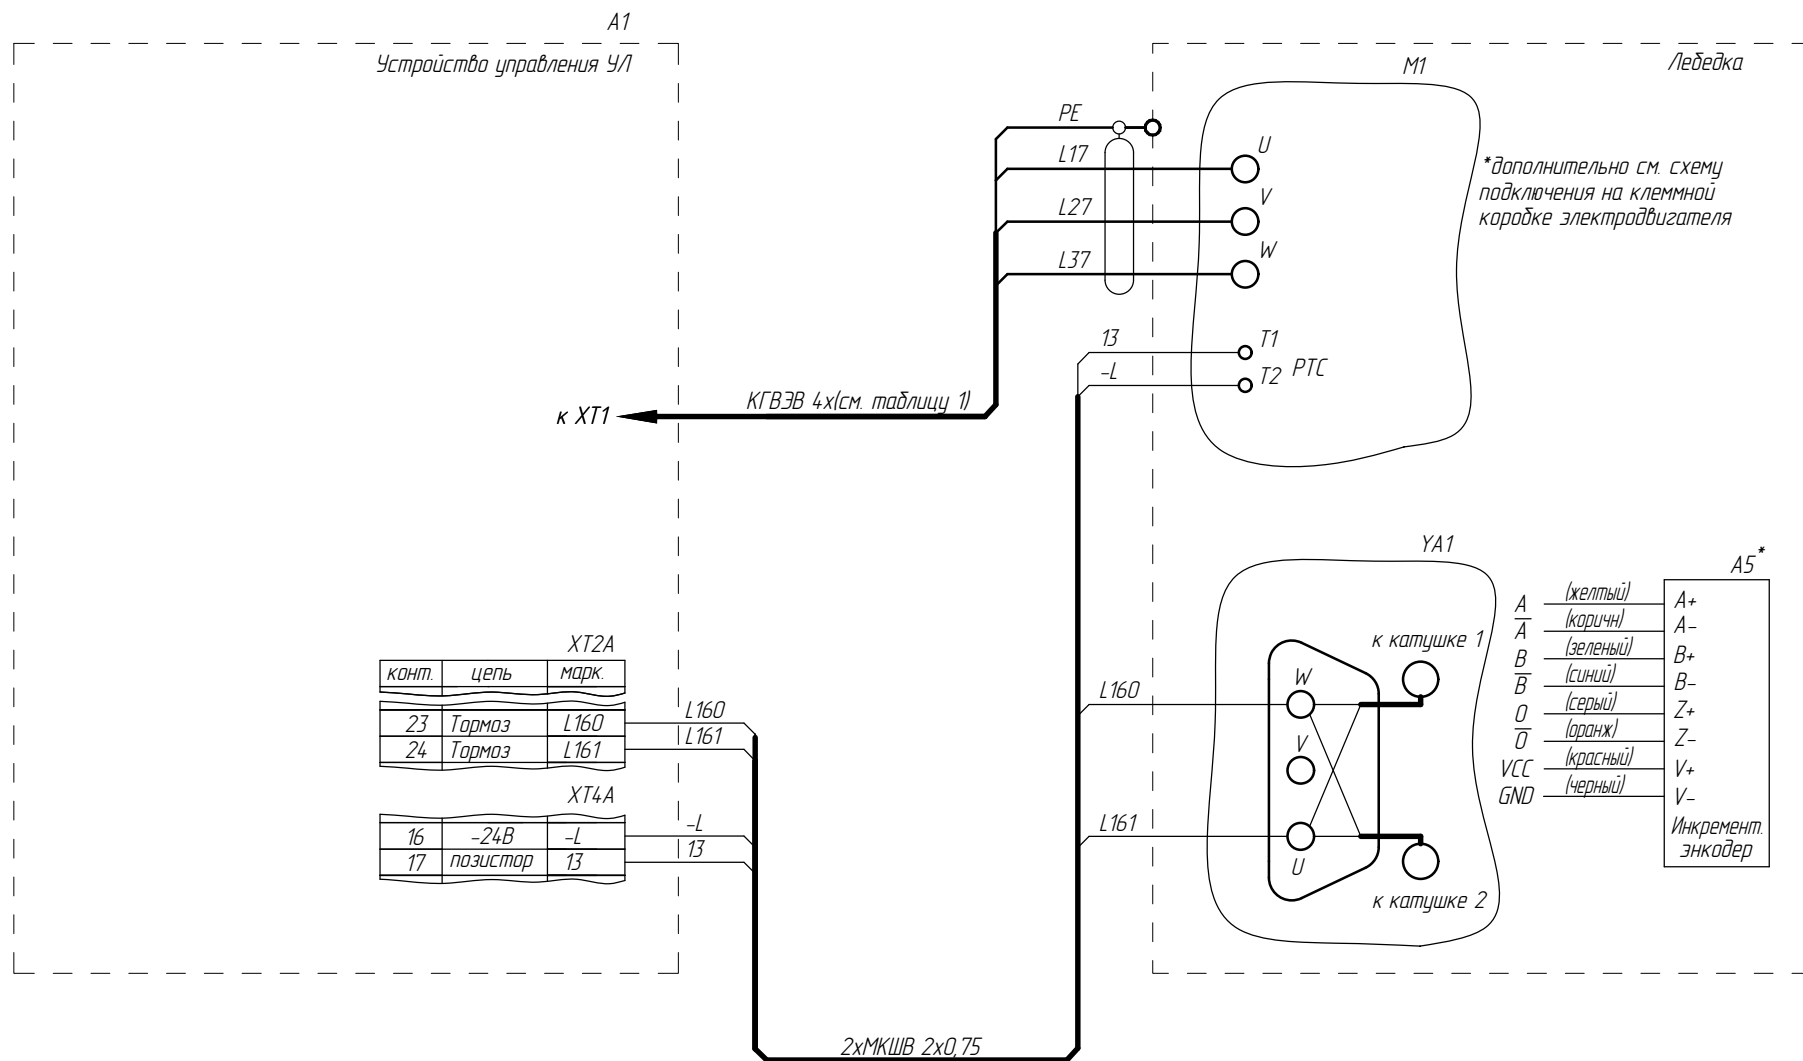 A1
Устройство управления УЛ
Лебедка
M1
PE
L17
L27
L37
U
V
W
*дополнительно см. схему
подключения на клеммной
коробке электродвигателя
13
-L
T1
T2
PTC
КГВЭВ 4х(см. таблицу 1)
к XT1
XT2A
конт. цепь марк.
23 Тормоз L160
24 Тормоз L161
L160
L161
XT4A
16 -24В -L
17 позистор 13
-L
13
2хМКШВ 2х0,75
YA1
L160
L161
W
V
U
к катушке 1
к катушке 2
A5*
A (желтый) A+
A̅ (коричн) A-
B (зеленый) B+
B̅ (синий) B-
0 (серый) Z+
0̅ (оранж) Z-
VCC (красный) V+
GND (черный) V-
Инкремент.
энкодер